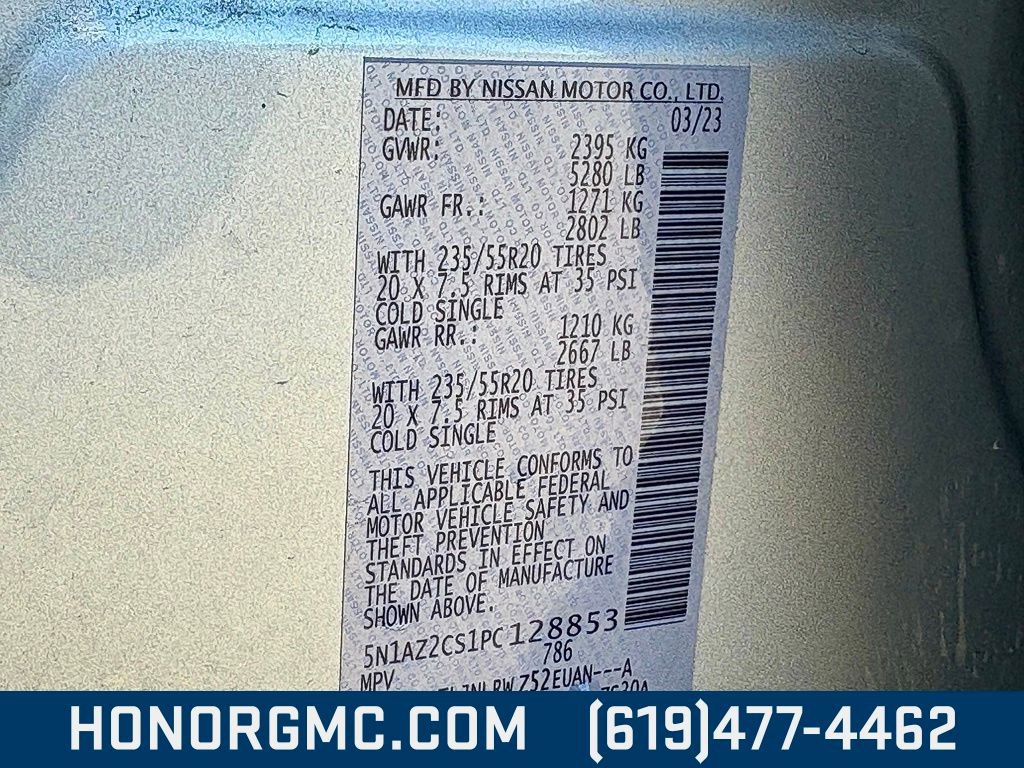 MFD BY NISSAN MOTOR CO., LTD.
DATE: 03/23
GVWR: 2395 KG
5280 LB
GAWR FR.: 1271 KG
2802 LB
WITH 235/55R20 TIRES
20 X 7.5 RIMS AT 35 PSI
COLD SINGLE
GAWR RR.: 1210 KG
2667 LB
WITH 235/55R20 TIRES
20 X 7.5 RIMS AT 35 PSI
COLD SINGLE
THIS VEHICLE CONFORMS TO
ALL APPLICABLE FEDERAL
MOTOR VEHICLE SAFETY AND
THEFT PREVENTION
STANDARDS IN EFFECT ON
THE DATE OF MANUFACTURE
SHOWN ABOVE.
5N1AZ2CS1PC128853
786
MPV
Z52EUAN---A
HONORGMC.COM (619)477-4462